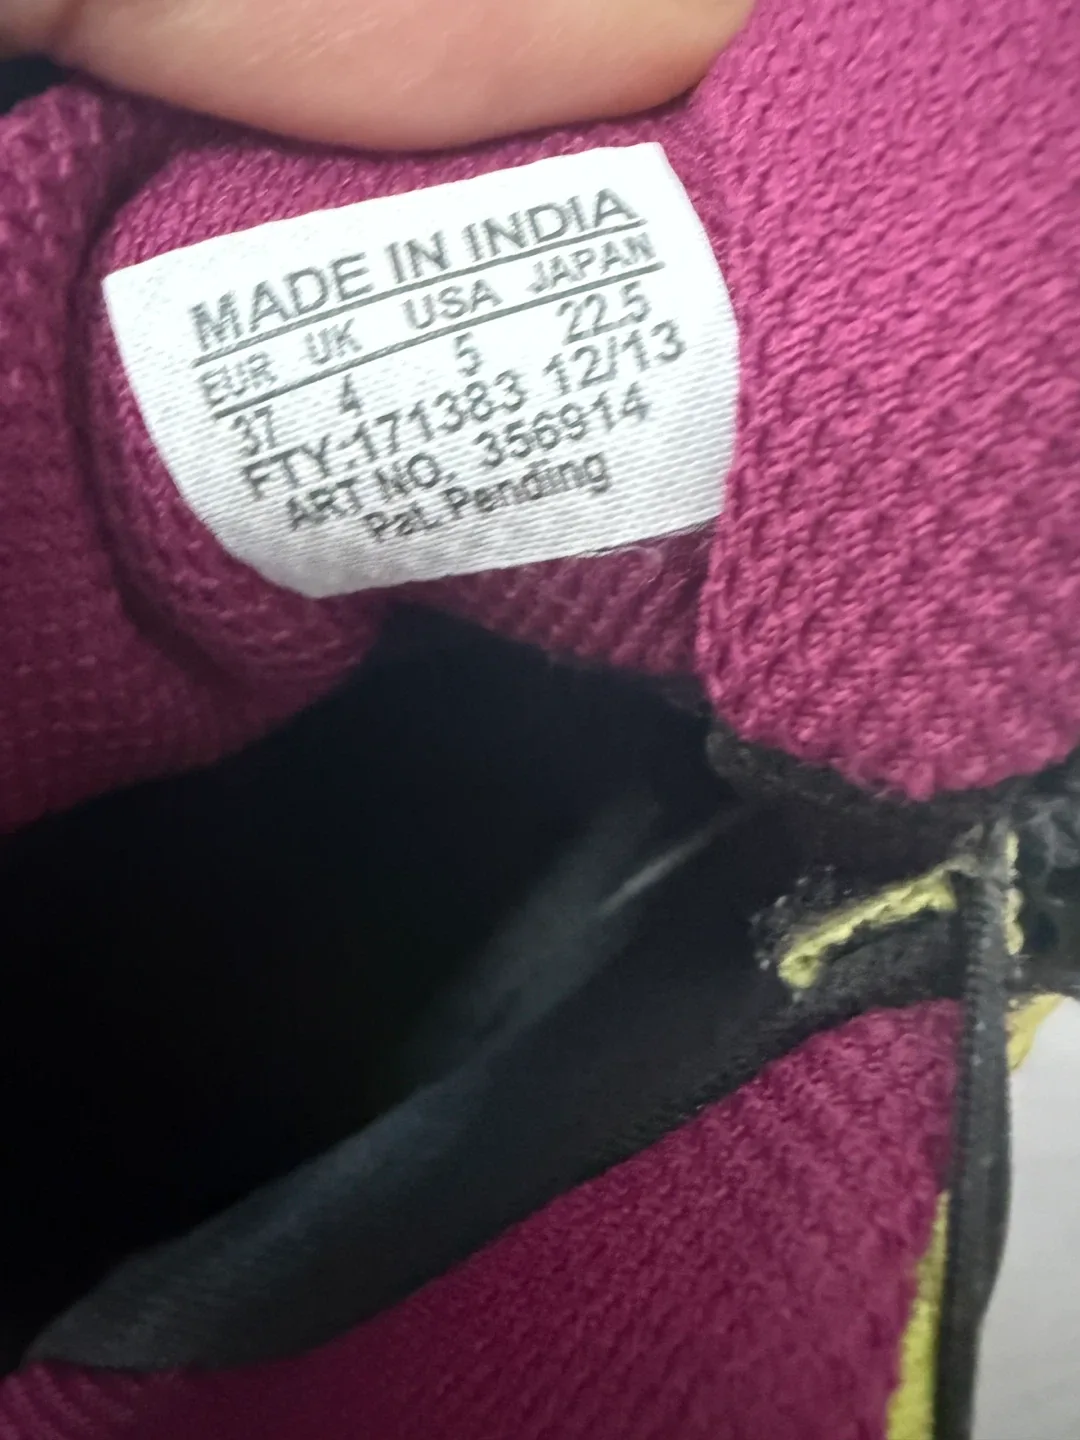 MADE IN INDIA
EUR UK USA JAPAN
37 4 5 22.5
FTY:171383 12/13
ART NO. 356914
Pat. Pending